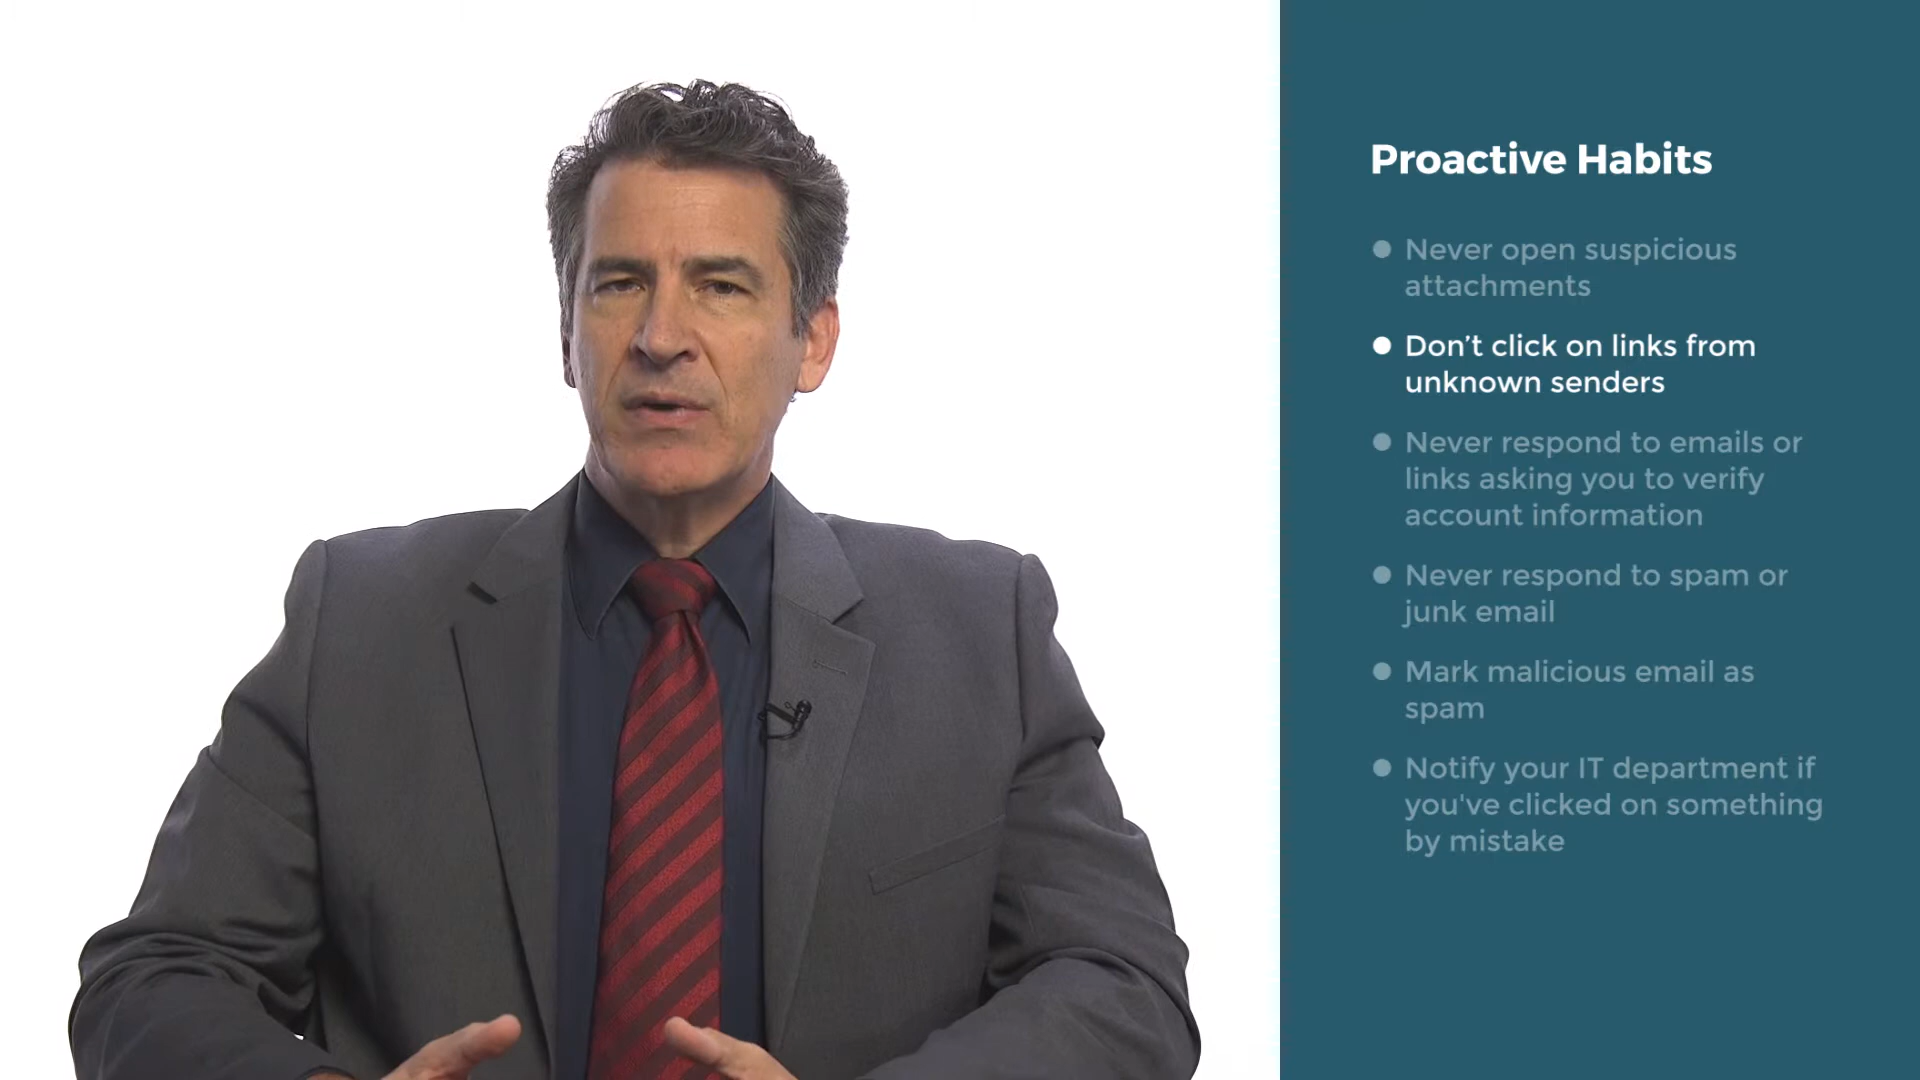 Proactive Habits
● Never open suspicious
attachments
● Don’t click on links from
unknown senders
● Never respond to emails or
links asking you to verify
account information
● Never respond to spam or
junk email
● Mark malicious email as
spam
● Notify your IT department if
you've clicked on something
by mistake